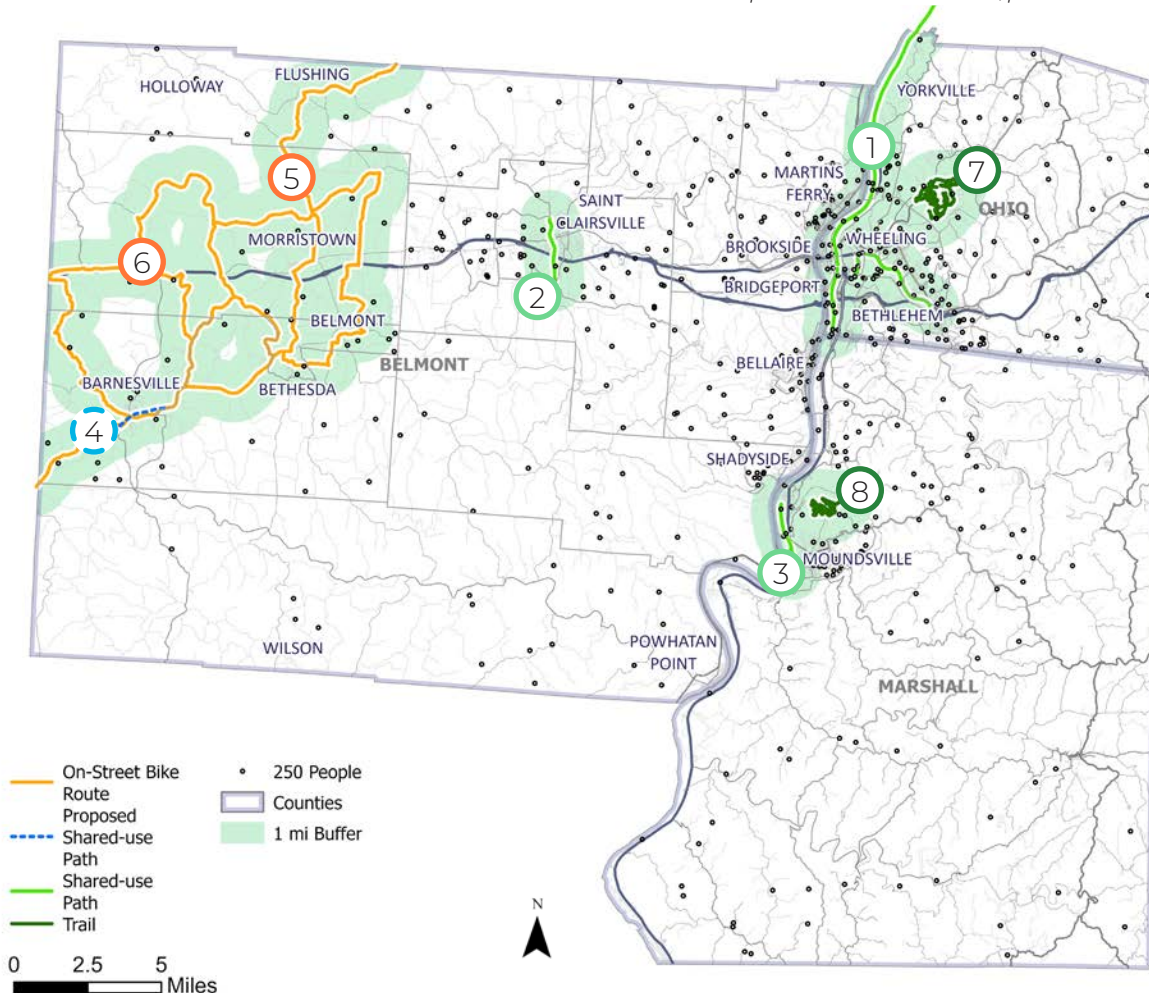 FLUSHING
HOLLOWAY
YORKVILLE
1
5
MARTINS
FERRY
7
OHIO
SAINT
CLAIRSVILLE
MORRISTOWN
BROOKSIDE
WHEELING
6
2
BRIDGEPORT
BELMONT
BETHLEHEM
BELMONT
BELLAIRE
BARNESVILLE
BETHESDA
4
SHADYSIDE
8
3
MOUNDSVILLE
WILSON
POWHATAN
POINT
MARSHALL
On-Street Bike
Route
Proposed
Shared-use
Path
Shared-use
Path
Trail
250 People
Counties
1 mi Buffer
N
0 2.5 5
Miles